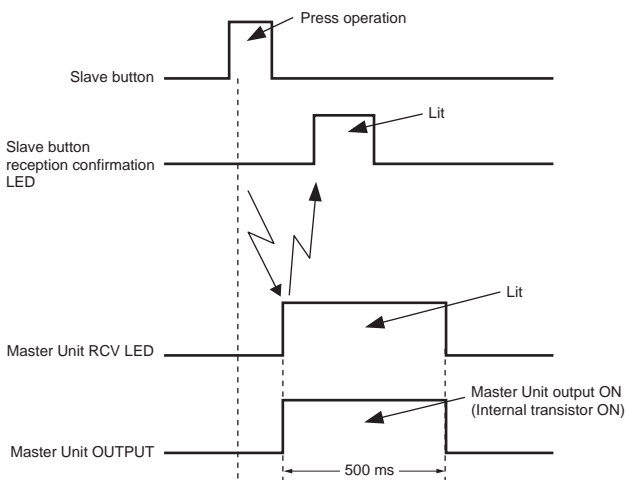 Press operation
Slave button
Lit
Slave button
reception confirmation
LED
Lit
Master Unit RCV LED
Master Unit output ON
(Internal transistor ON)
Master Unit OUTPUT
500 ms